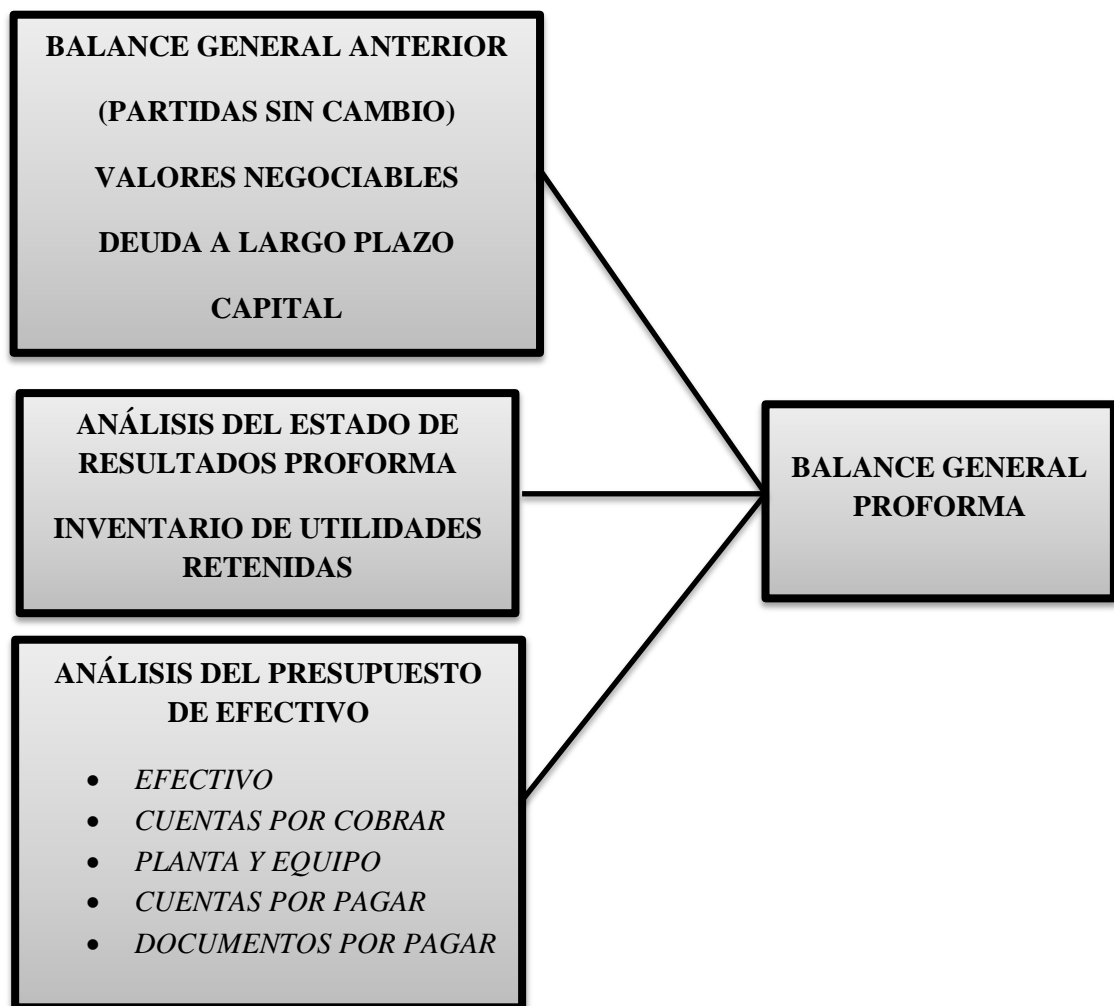 BALANCE GENERAL ANTERIOR
(PARTIDAS SIN CAMBIO)
VALORES NEGOCIABLES
DEUDA A LARGO PLAZO
CAPITAL
ANÁLISIS DEL ESTADO DE
RESULTADOS PROFORMA
INVENTARIO DE UTILIDADES
RETENIDAS
ANÁLISIS DEL PRESUPUESTO
DE EFECTIVO
• EFECTIVO
• CUENTAS POR COBRAR
• PLANTA Y EQUIPO
• CUENTAS POR PAGAR
• DOCUMENTOS POR PAGAR
BALANCE GENERAL
PROFORMA